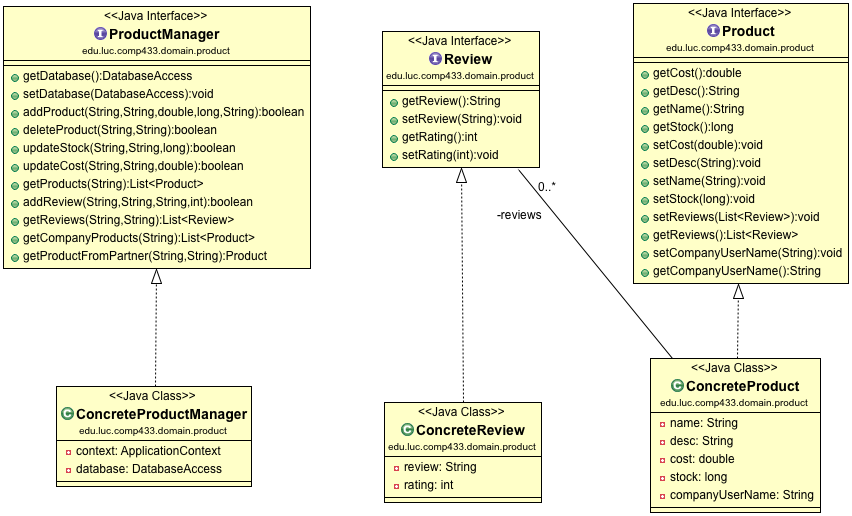 <<Java Interface>>
ProductManager
edu.luc.comp433.domain.product
getDatabase():DatabaseAccess
setDatabase(DatabaseAccess):void
addProduct(String,String,double,long,String):boolean
deleteProduct(String,String):boolean
updateStock(String,String,long):boolean
updateCost(String,String,double):boolean
getProducts(String):List<Product>
addReview(String,String,String,int):boolean
getReviews(String,String):List<Review>
getCompanyProducts(String):List<Product>
getProductFromPartner(String,String):Product
<<Java Interface>>
Review
edu.luc.comp433.domain.product
getReview():String
setReview(String):void
getRating():int
setRating(int):void
<<Java Interface>>
Product
edu.luc.comp433.domain.product
getCost():double
getDesc():String
getName():String
getStock():long
setCost(double):void
setDesc(String):void
setName(String):void
setStock(long):void
setReviews(List<Review>):void
getReviews():List<Review>
setCompanyUserName(String):void
getCompanyUserName():String
0..*
-reviews
<<Java Class>>
ConcreteProductManager
edu.luc.comp433.domain.product
context: ApplicationContext
database: DatabaseAccess
<<Java Class>>
ConcreteReview
edu.luc.comp433.domain.product
review: String
rating: int
<<Java Class>>
ConcreteProduct
edu.luc.comp433.domain.product
name: String
desc: String
cost: double
stock: long
companyUserName: String